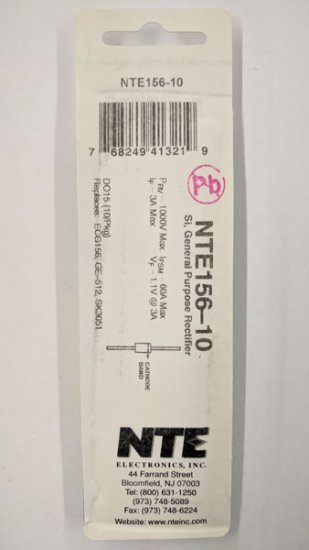 NTE156-10
7 68249 41321 9
Pb
NTE156–10
SI, General Purpose Rectifier
PRV – 1000V Max IFSM – 60A Max
IF – 3A Max VF – 1.1V @ 3A
DO15 (10/Pkg)
Replaces: ECG156, GE–512, SK3051
CATHODE
BAND
NTE
ELECTRONICS, INC.
44 Farrand Street
Bloomfield, NJ 07003
Tel: (800) 631-1250
(973) 748-5089
Fax: (973) 748-6224
Website: www.nteinc.com